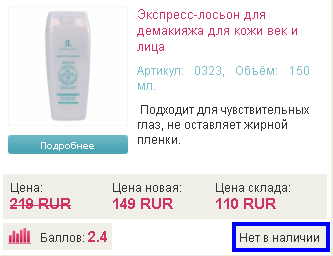 Экспресс-лосьон для
демакияжа для кожи век и
лица
Артикул: 0323, Объём: 150
мл.
Подходит для чувствительных
глаз, не оставляет жирной
пленки.
Подробнее
Цена: Цена новая: Цена склада:
219 RUR 149 RUR 110 RUR
Баллов: 2.4 Нет в наличии